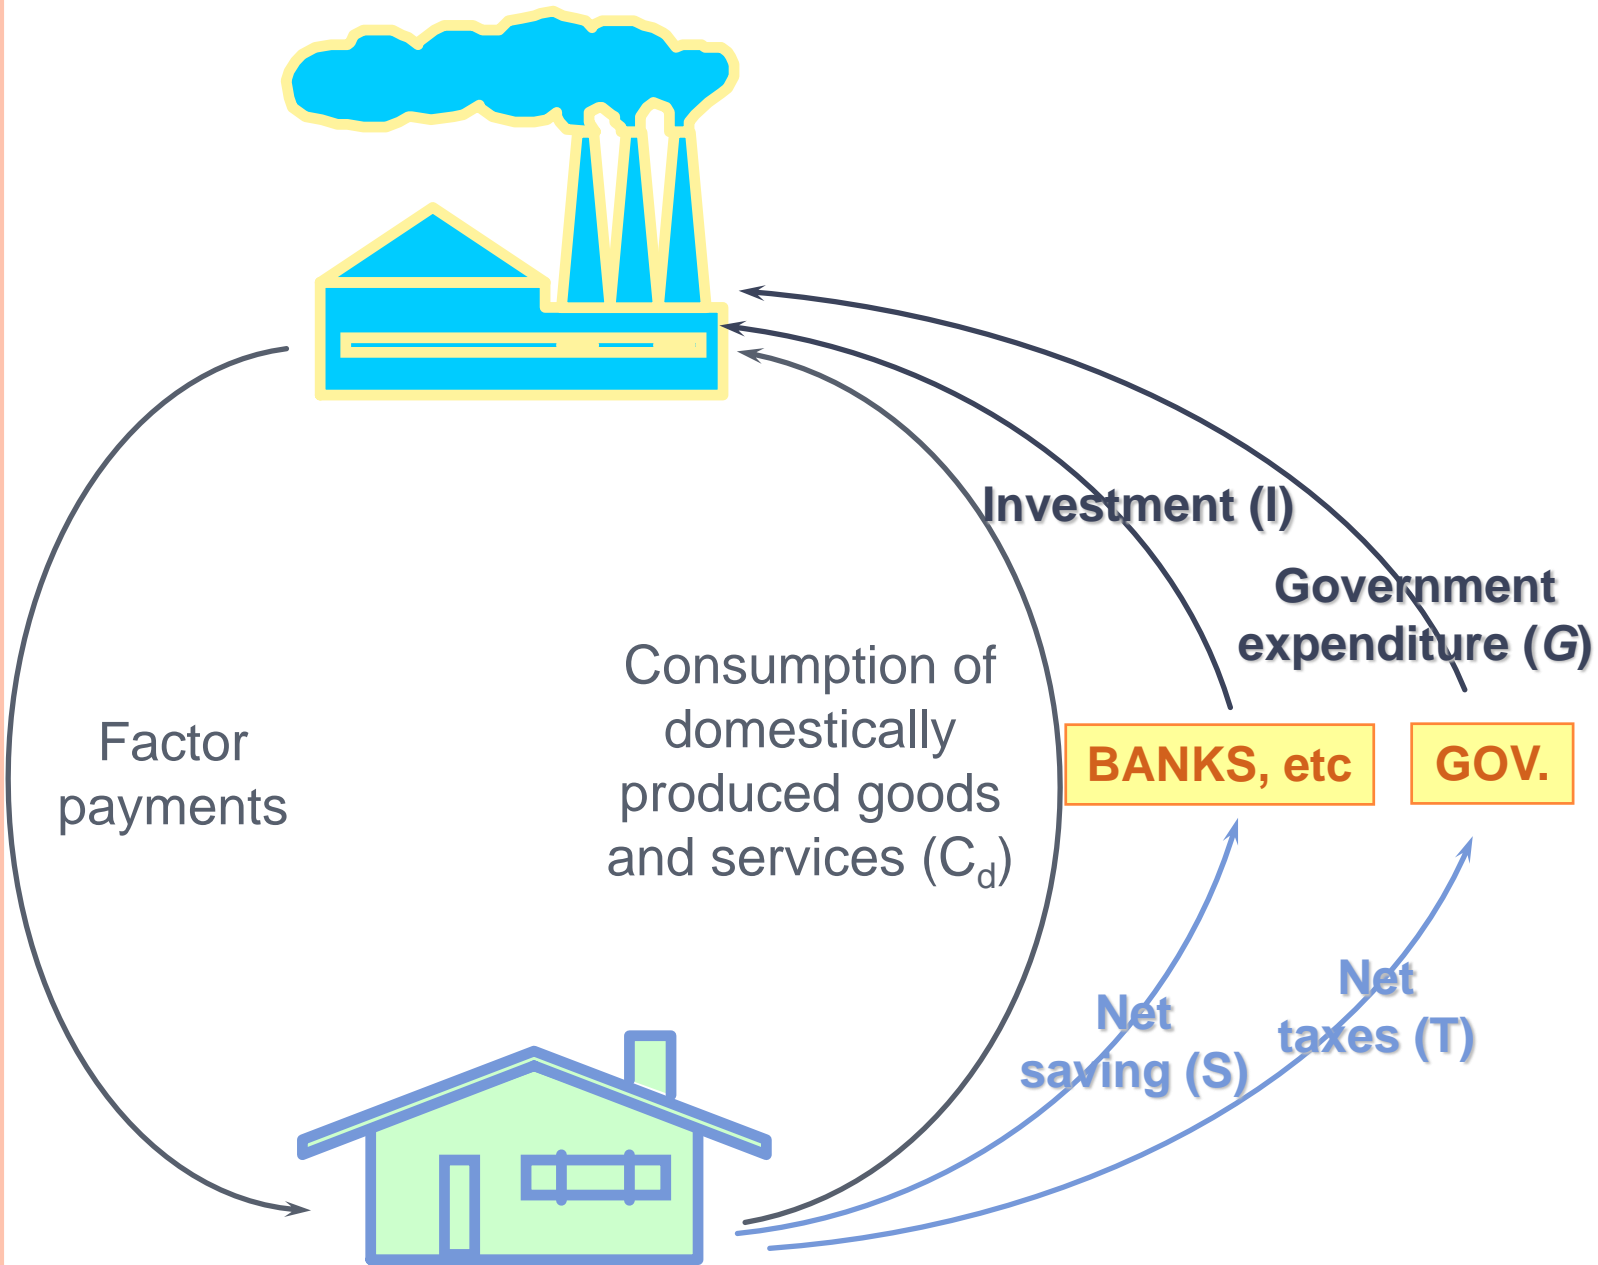 Investment (I)
Government
expenditure (G)
Consumption of
domestically
produced goods
and services (Cd)
Factor
payments
BANKS, etc
GOV.
Net
saving (S)
Net
taxes (T)